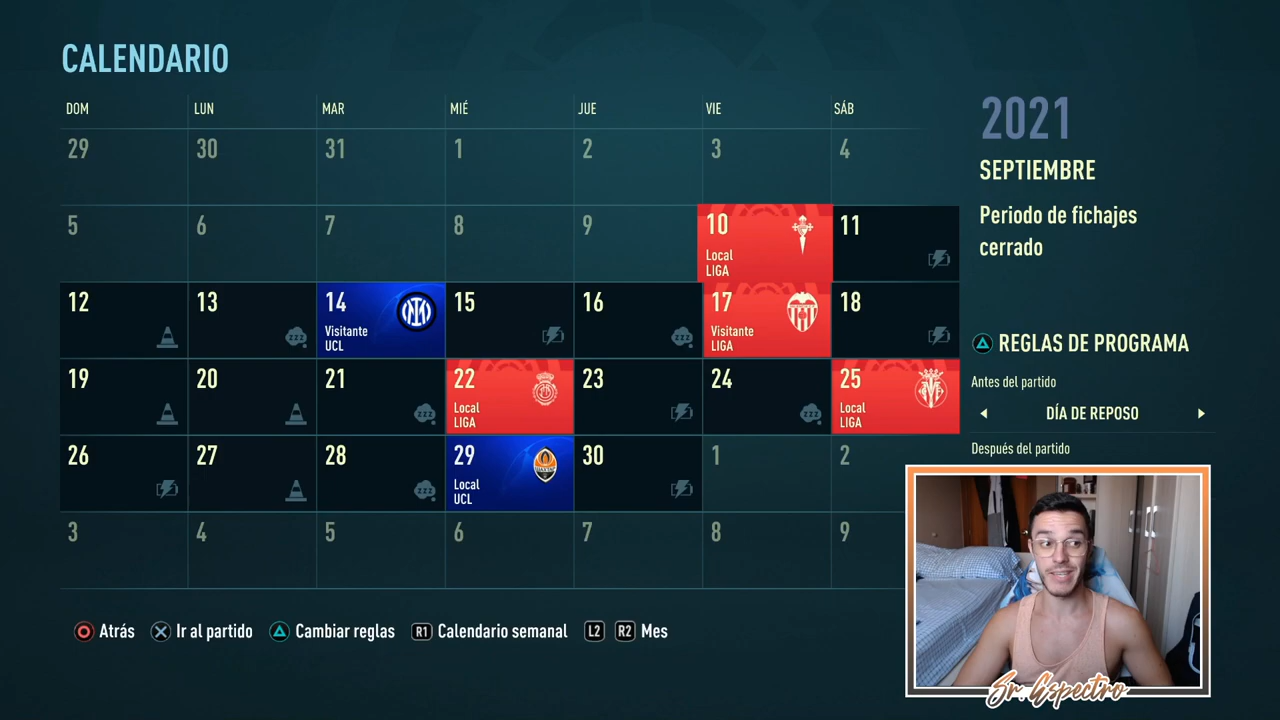 CALENDARIO
DOM LUN MAR MIÉ JUE VIE SÁB
29 30 31 1 2 3 4
5 6 7 8 9 10 11
Local
LIGA
12 13 14 15 16 17 18
Visitante Visitante
UCL LIGA
19 20 21 22 23 24 25
Local Local
LIGA LIGA
26 27 28 29 30 1 2
Local
UCL
3 4 5 6 7 8 9
2021
SEPTIEMBRE
Periodo de fichajes
cerrado
REGLAS DE PROGRAMA
Antes del partido
DÍA DE REPOSO
Después del partido
Atrás Ir al partido Cambiar reglas R1 Calendario semanal L2 R2 Mes
Sr. Espectro